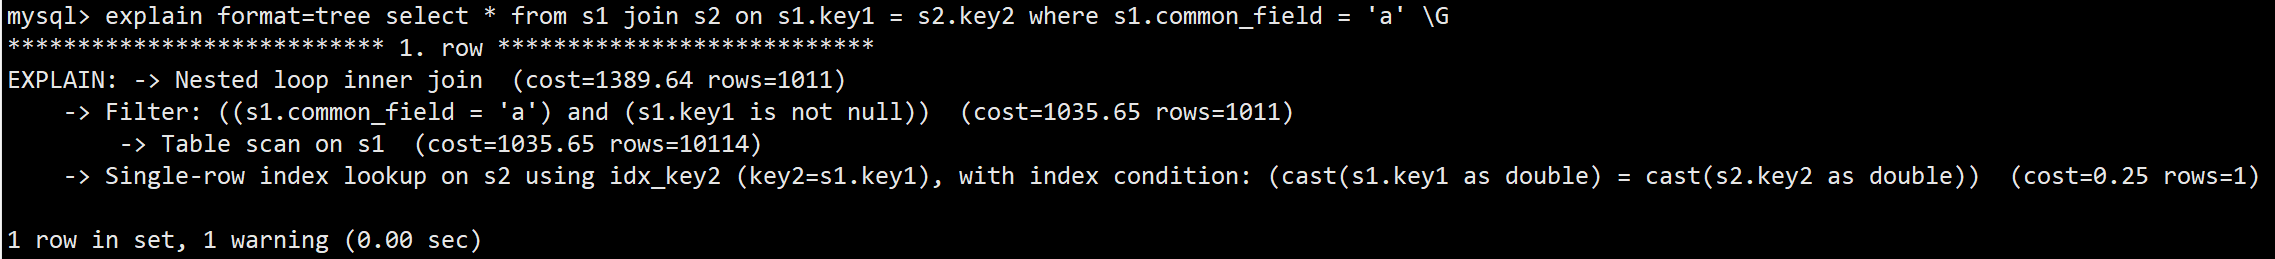 mysql> explain format=tree select * from s1 join s2 on s1.key1 = s2.key2 where s1.common_field = 'a' \G
*************************** 1. row ***************************
EXPLAIN: -> Nested loop inner join  (cost=1389.64 rows=1011)
    -> Filter: ((s1.common_field = 'a') and (s1.key1 is not null))  (cost=1035.65 rows=1011)
        -> Table scan on s1  (cost=1035.65 rows=10114)
    -> Single-row index lookup on s2 using idx_key2 (key2=s1.key1), with index condition: (cast(s1.key1 as double) = cast(s2.key2 as double))  (cost=0.25 rows=1)
1 row in set, 1 warning (0.00 sec)